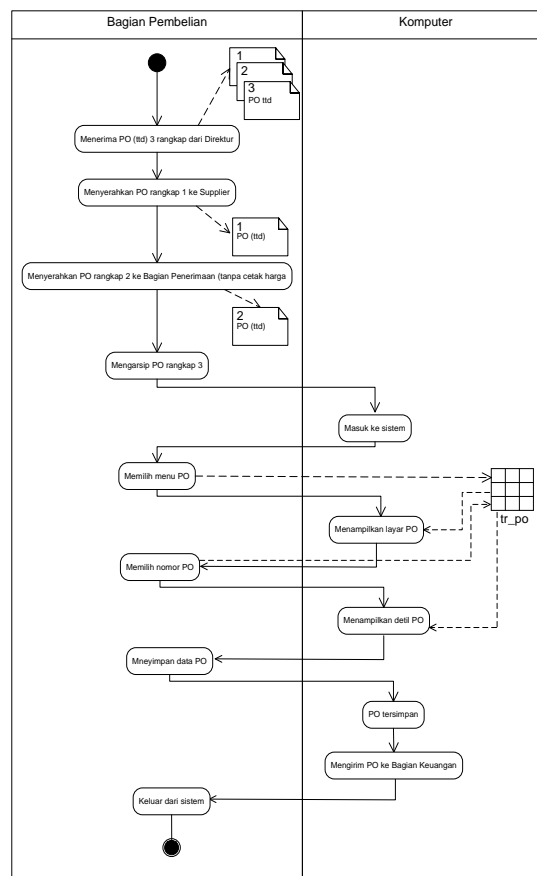 Bagian Pembelian
Komputer
1
2
3
PO ttd
Menerima PO (ttd) 3 rangkap dari Direktur
Menyerahkan PO rangkap 1 ke Supplier
1
PO (ttd)
Menyerahkan PO rangkap 2 ke Bagian Penerimaan (tanpa cetak harga
2
PO (ttd)
Mengarsip PO rangkap 3
Masuk ke sistem
Memilih menu PO
tr_po
Menampilkan layar PO
Memilih nomor PO
Menampilkan detil PO
Mneyimpan data PO
PO tersimpan
Mengirim PO ke Bagian Keuangan
Keluar dari sistem